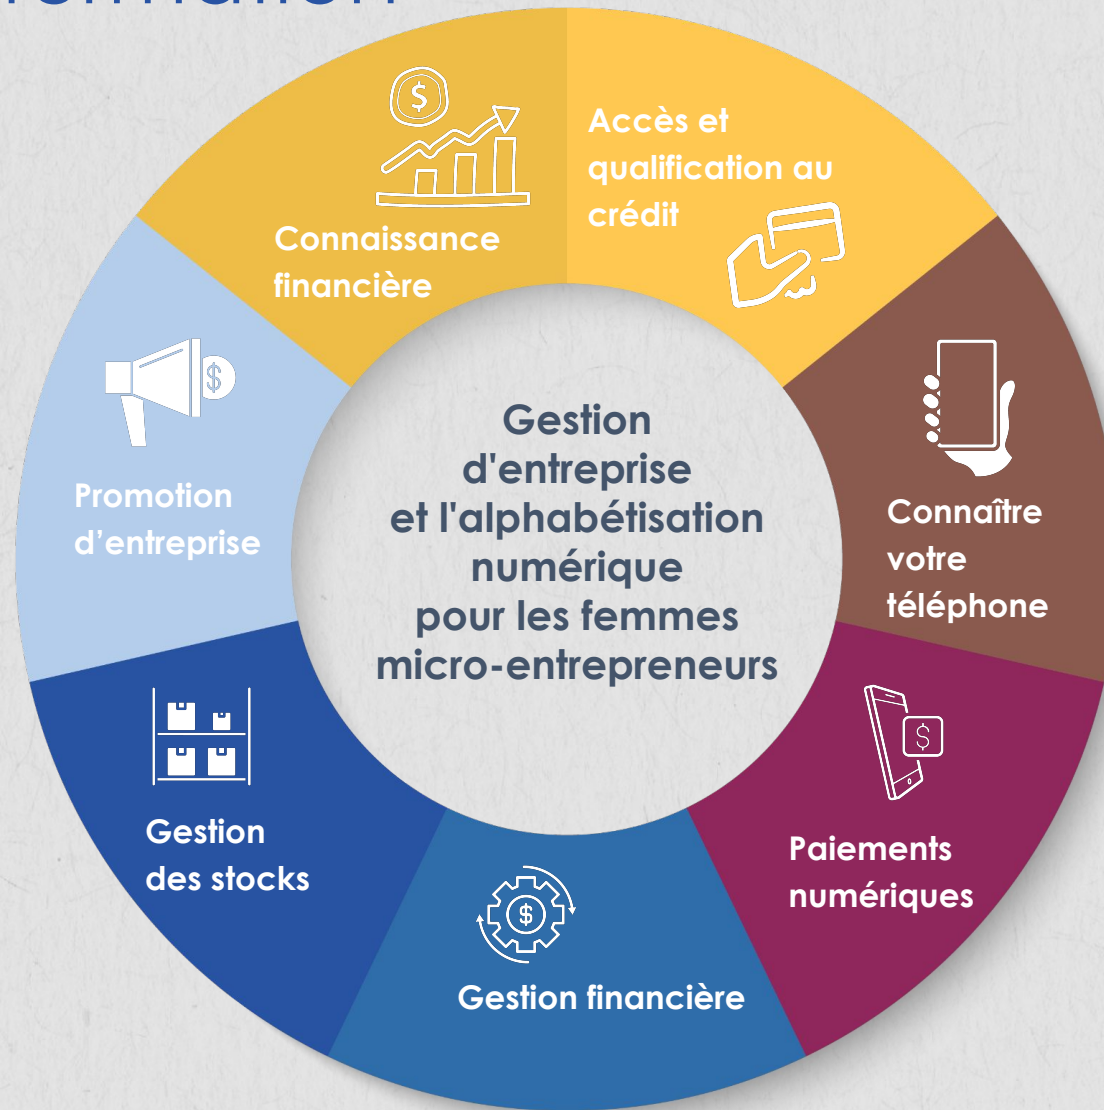 Accès et
qualification au
crédit
Connaître
votre
téléphone
Paiements
numériques
Gestion financière
Gestion
des stocks
Promotion
d’entreprise
Connaissance
financière
Gestion
d'entreprise
et l'alphabétisation
numérique
pour les femmes
micro-entrepreneurs